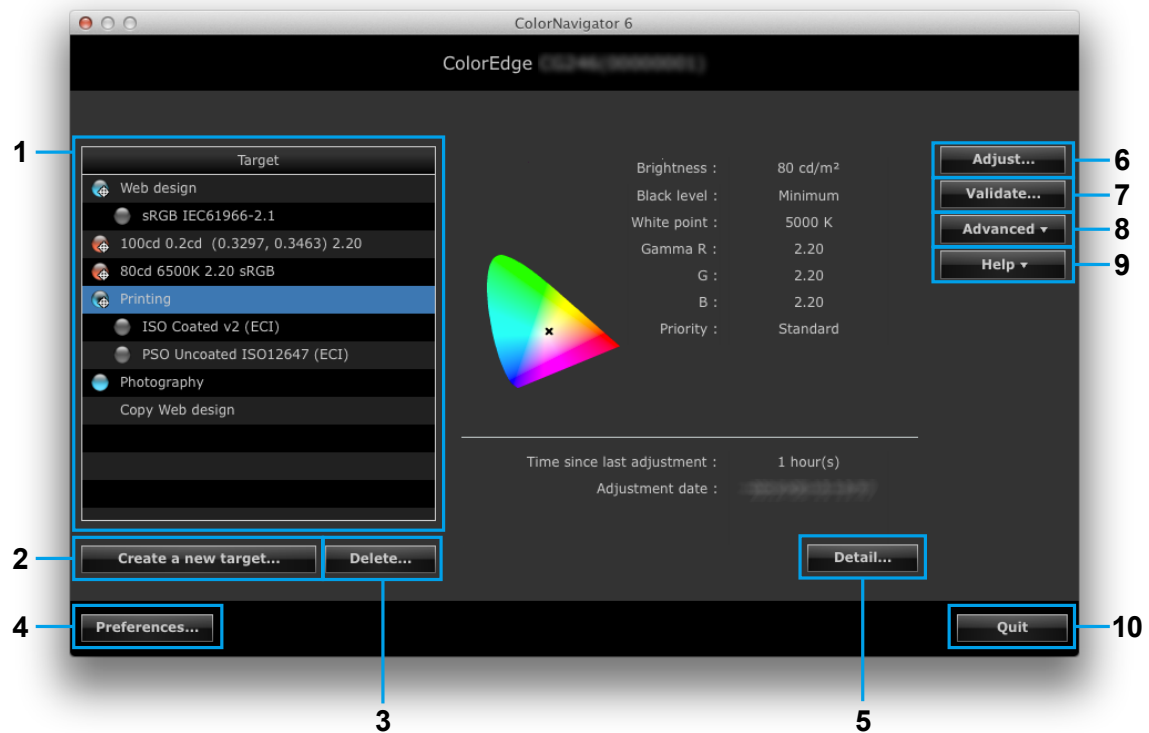 ColorNavigator 6
ColorEdge
1
Target
Web design
sRGB IEC61966-2.1
100cd 0.2cd (0.3297, 0.3463) 2.20
80cd 6500K 2.20 sRGB
Printing
ISO Coated v2 (ECI)
PSO Uncoated ISO12647 (ECI)
Photography
Copy Web design
Brightness : 80 cd/m²
Black level : Minimum
White point : 5000 K
Gamma R : 2.20
G : 2.20
B : 2.20
Priority : Standard
Time since last adjustment : 1 hour(s)
Adjustment date :
Adjust... 6
Validate... 7
Advanced ▾ 8
Help ▾ 9
2 Create a new target... Delete... Detail...
4 Preferences... Quit 10
3 5